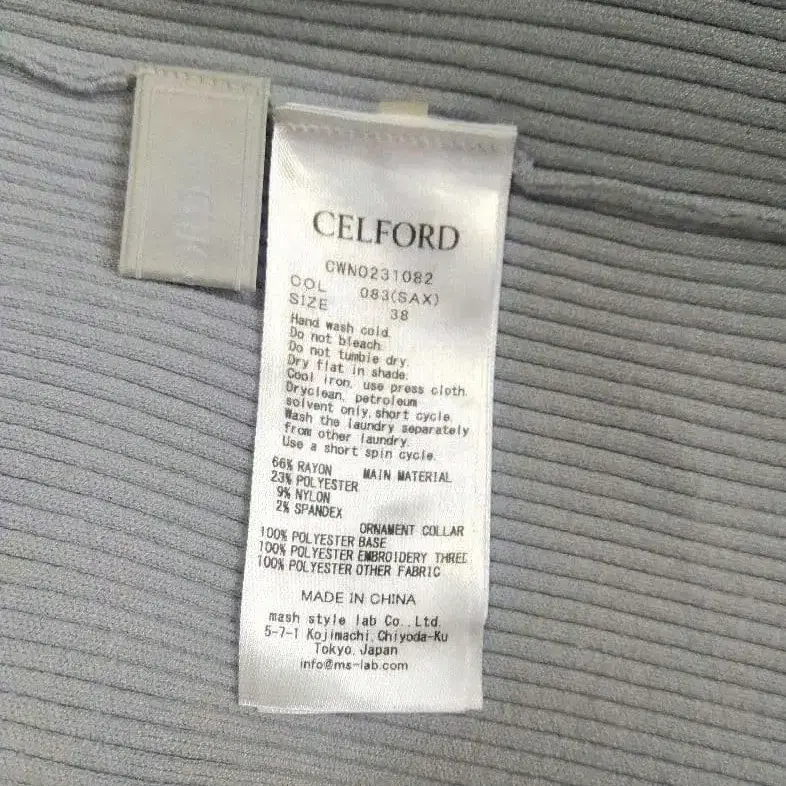 CELFORD
CWNO231082
COL 083(SAX)
SIZE 38
Hand wash cold.
Do not bleach.
Do not tumble dry.
Dry flat in shade.
Cool iron, use press cloth.
Dryclean, petroleum
solvent only, short cycle.
Wash the laundry separately
from other laundry.
Use a short spin cycle.
66% RAYON MAIN MATERIAL
23% POLYESTER
9% NYLON
2% SPANDEX
ORNAMENT COLLAR
100% POLYESTER BASE
100% POLYESTER EMBROIDERY THREE
100% POLYESTER OTHER FABRIC
MADE IN CHINA
mash style lab Co., Ltd.
5-7-1 Kojimachi, Chiyoda-Ku
Tokyo, Japan
info@ms-lab.com